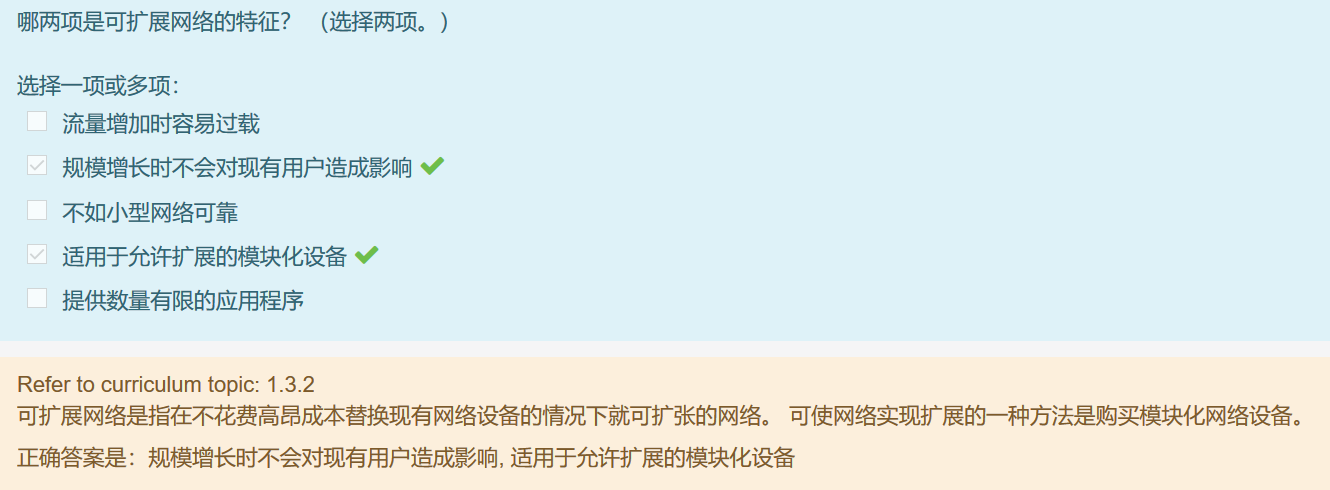 哪两项是可扩展网络的特征？ （选择两项。）
选择一项或多项：
流量增加时容易过载
规模增长时不会对现有用户造成影响
不如小型网络可靠
适用于允许扩展的模块化设备
提供数量有限的应用程序
Refer to curriculum topic: 1.3.2
可扩展网络是指在不花费高昂成本替换现有网络设备的情况下就可扩张的网络。 可使网络实现扩展的一种方法是购买模块化网络设备。
正确答案是：规模增长时不会对现有用户造成影响, 适用于允许扩展的模块化设备